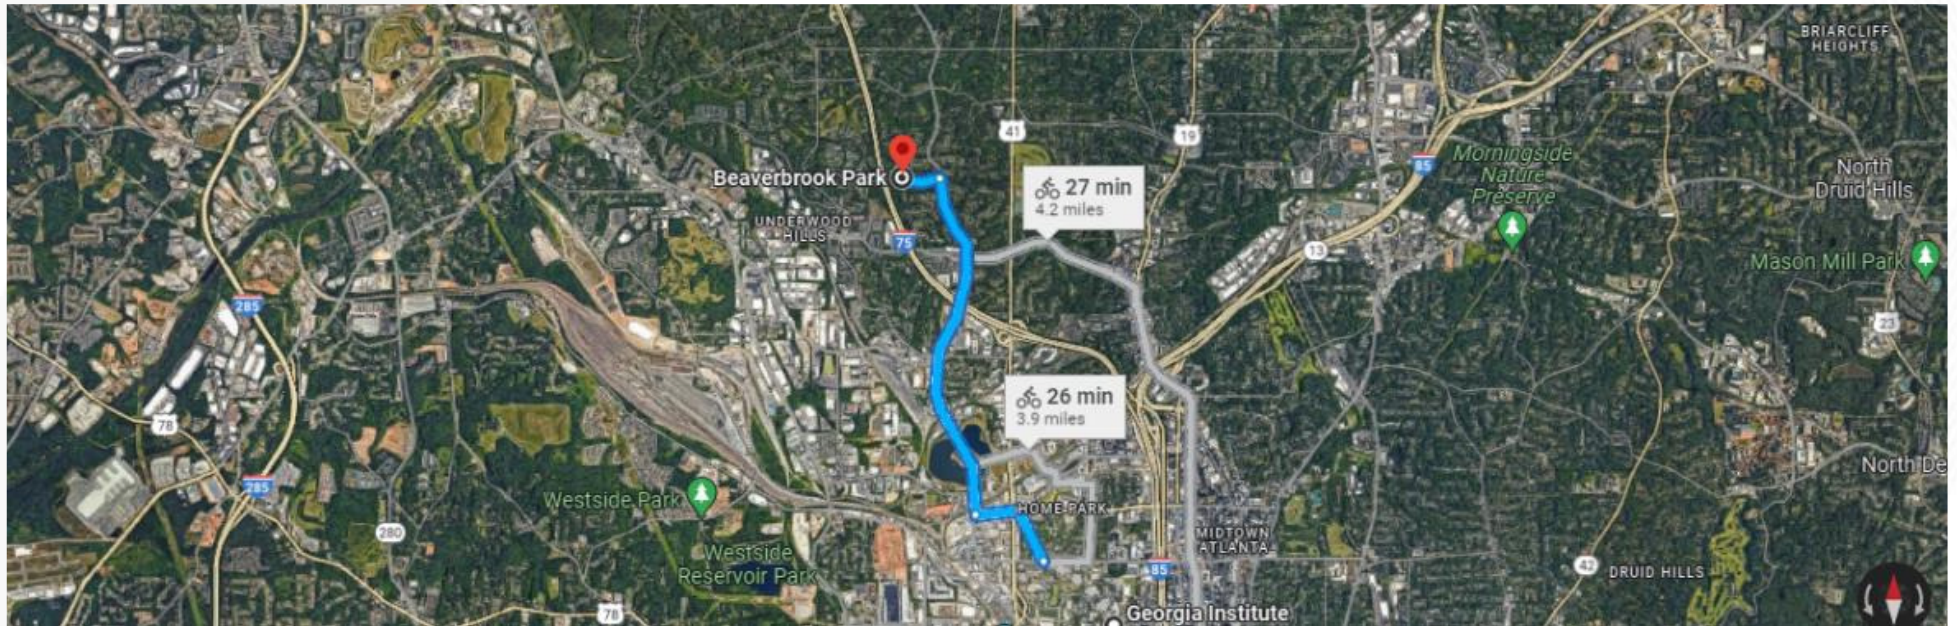 BRIARCLIFF
HEIGHTS
41
19
85
Morningside
Nature
Preserve
North
Druid Hills
Beaverbrook Park
27 min
4.2 miles
UNDERWOOD
HILLS
75
13
Mason Mill Park
285
23
26 min
3.9 miles
78
North De
285
Westside Park
HOME PARK
280
MIDTOWN
ATLANTA
Westside
Reservoir Park
85
42
DRUID HILLS
78
Georgia Institute